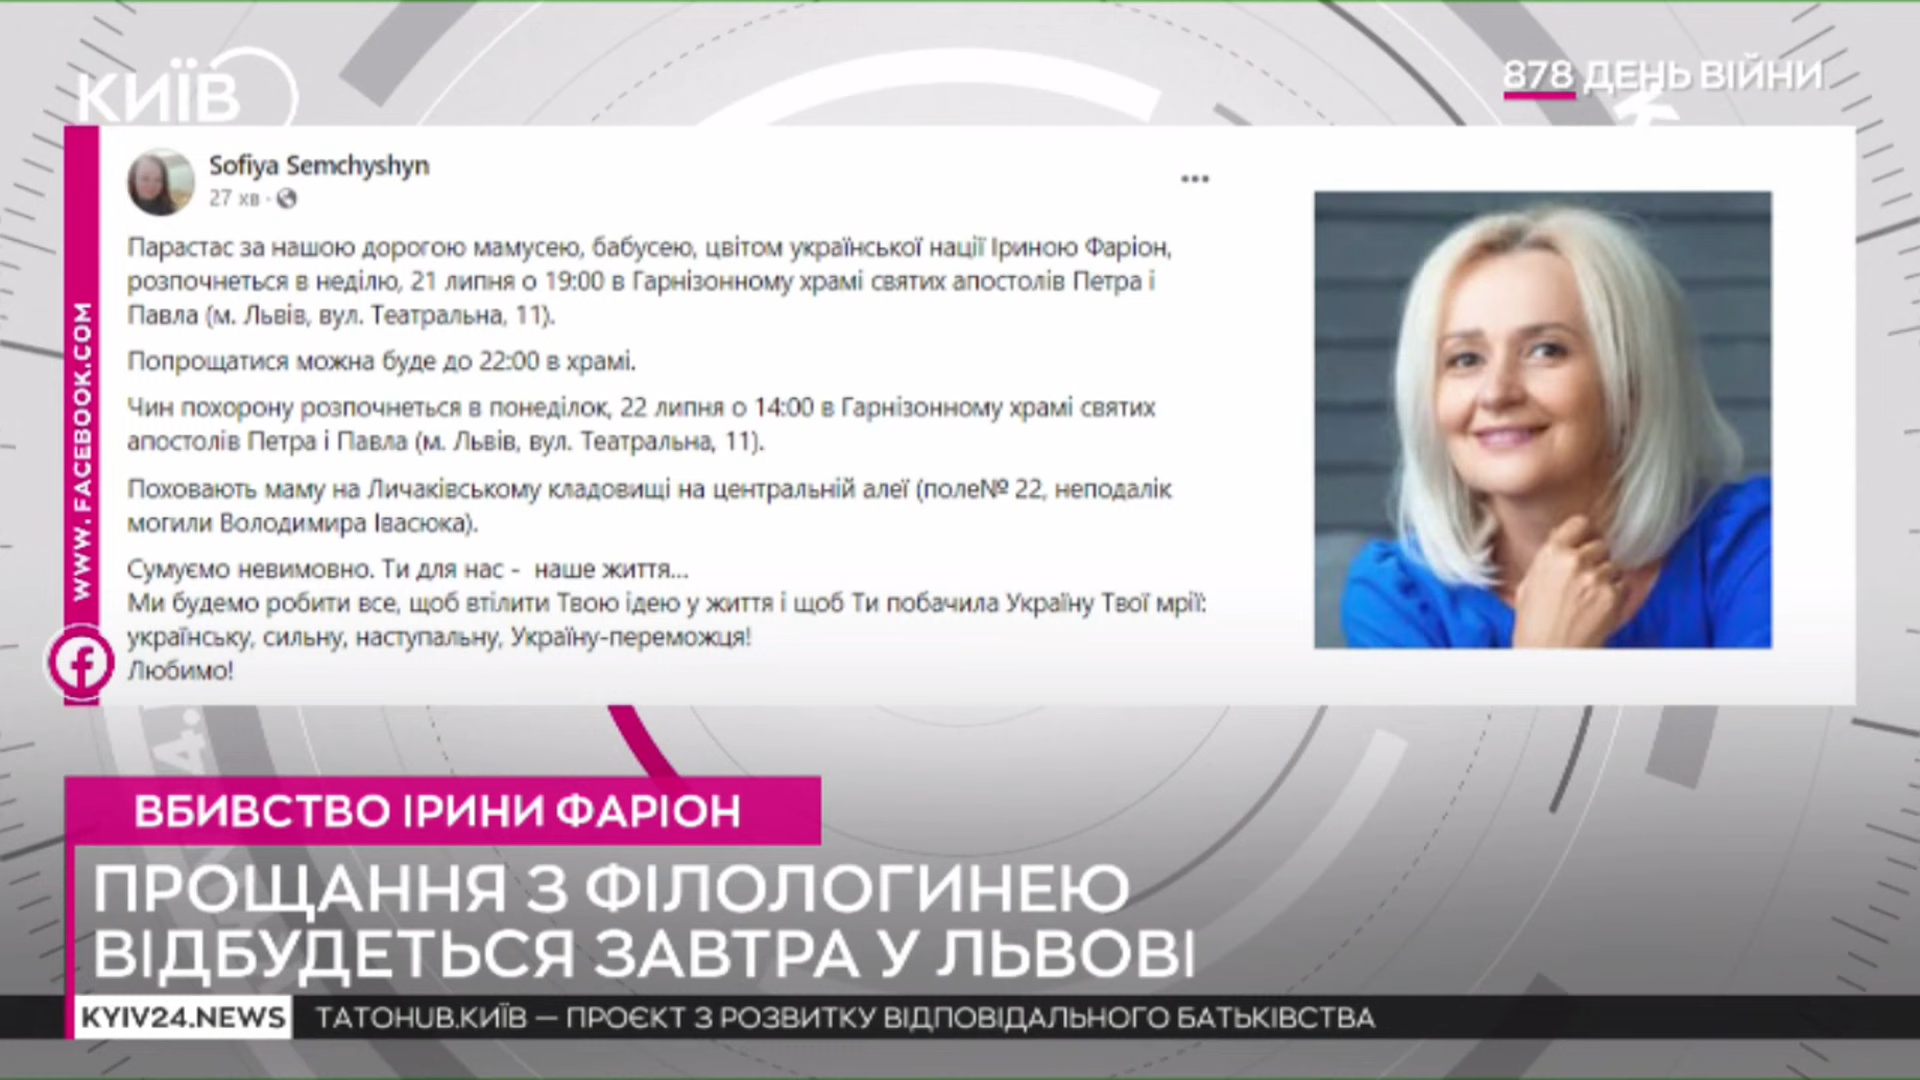 КИЇВ
878 ДЕНЬ ВІЙНИ
Sofiya Semchyshyn
27 хв
Парастас за нашою дорогою мамусею, бабусею, цвітом української нації Іриною Фаріон,
розпочнеться в неділю, 21 липня о 19:00 в Гарнізонному храмі святих апостолів Петра і
Павла (м. Львів, вул. Театральна, 11).
Попрощатися можна буде до 22:00 в храмі.
Чин похорону розпочнеться в понеділок, 22 липня о 14:00 в Гарнізонному храмі святих
апостолів Петра і Павла (м. Львів, вул. Театральна, 11).
Поховають маму на Личаківському кладовищі на центральній алеї (поле№ 22, неподалік
могили Володимира Івасюка).
Сумуємо невимовно. Ти для нас - наше життя...
Ми будемо робити все, щоб втілити Твою ідею у життя і щоб Ти побачила Україну Твої мрії:
українську, сильну, наступальну, Україну-переможця!
Любимо!
WWW.FACEBOOK.COM
ВБИВСТВО ІРИНИ ФАРІОН
ПРОЩАННЯ З ФІЛОЛОГИНЕЮ
ВІДБУДЕТЬСЯ ЗАВТРА У ЛЬВОВІ
KYIV24.NEWS
ТАТОHUB.КИЇВ — ПРОЄКТ З РОЗВИТКУ ВІДПОВІДАЛЬНОГО БАТЬКІВСТВА